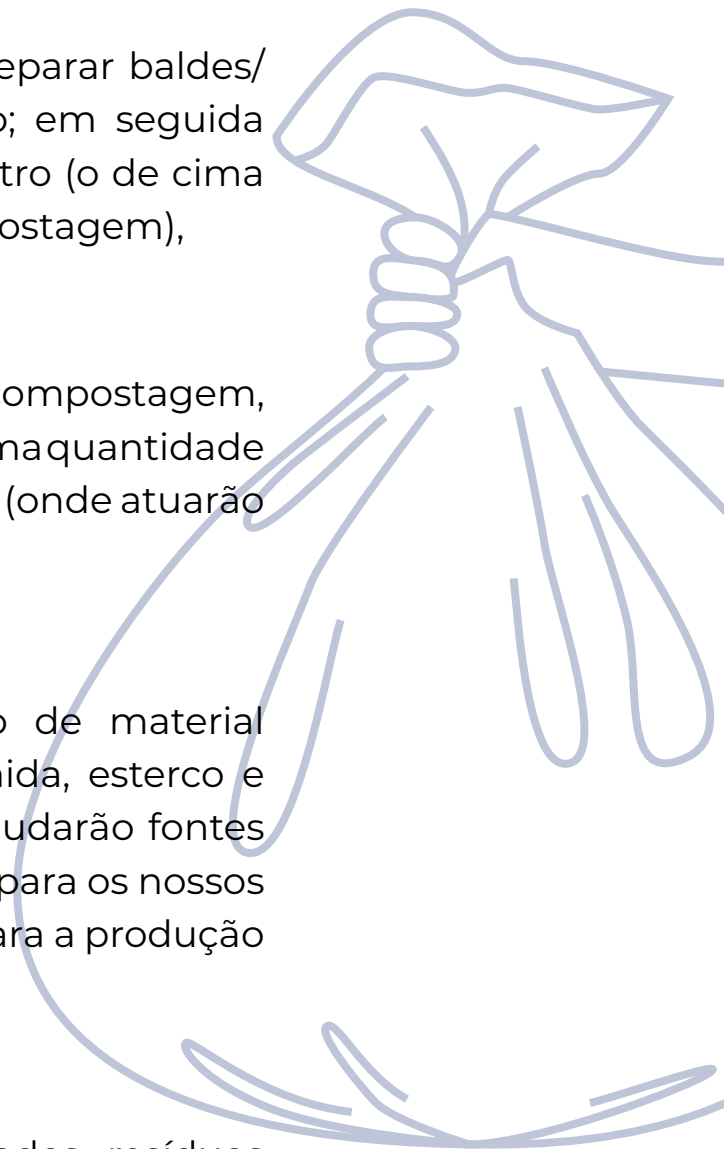 eparar baldes/
o; em seguida
tro (o de cima
ostagem),
ompostagem,
ma quantidade
(onde atuarão
o de material
ida, esterco e
udarão fontes
para os nossos
ara a produção
resíduos